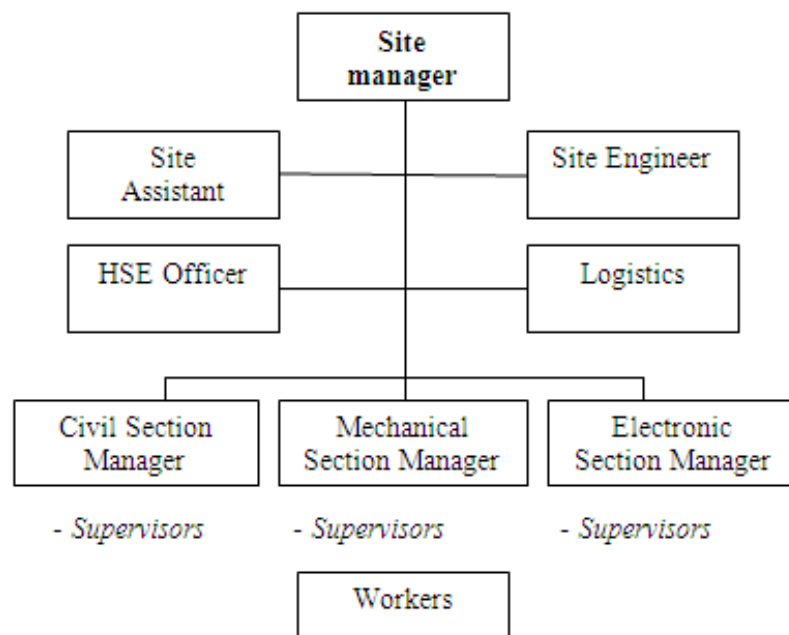 Site
manager
Site
Assistant
Site Engineer
HSE Officer
Logistics
Civil Section
Manager
Mechanical
Section Manager
Electronic
Section Manager
- Supervisors
- Supervisors
- Supervisors
Workers